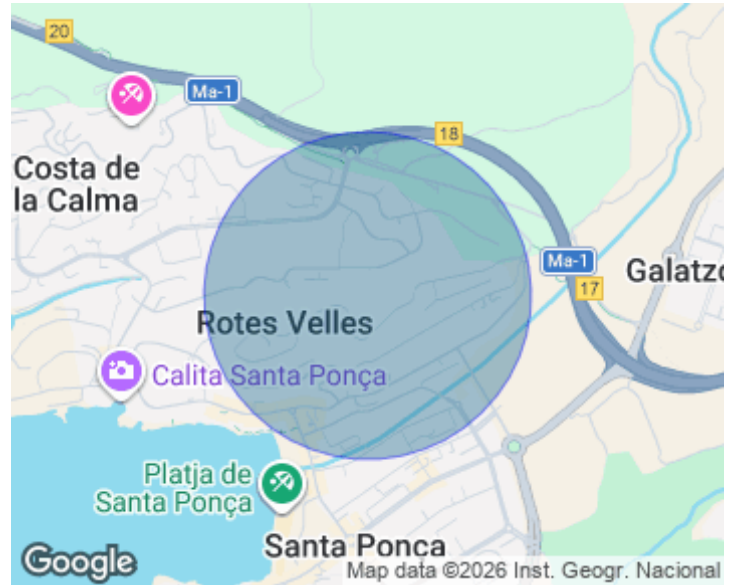 20
Ma-1
18
Costa de
la Calma
Ma-1
17
Rotes Velles
Calita Santa Ponça
Platja de
Santa Ponça
Santa Ponca
Google
Map data ©2026 Inst. Geogr. Nacional